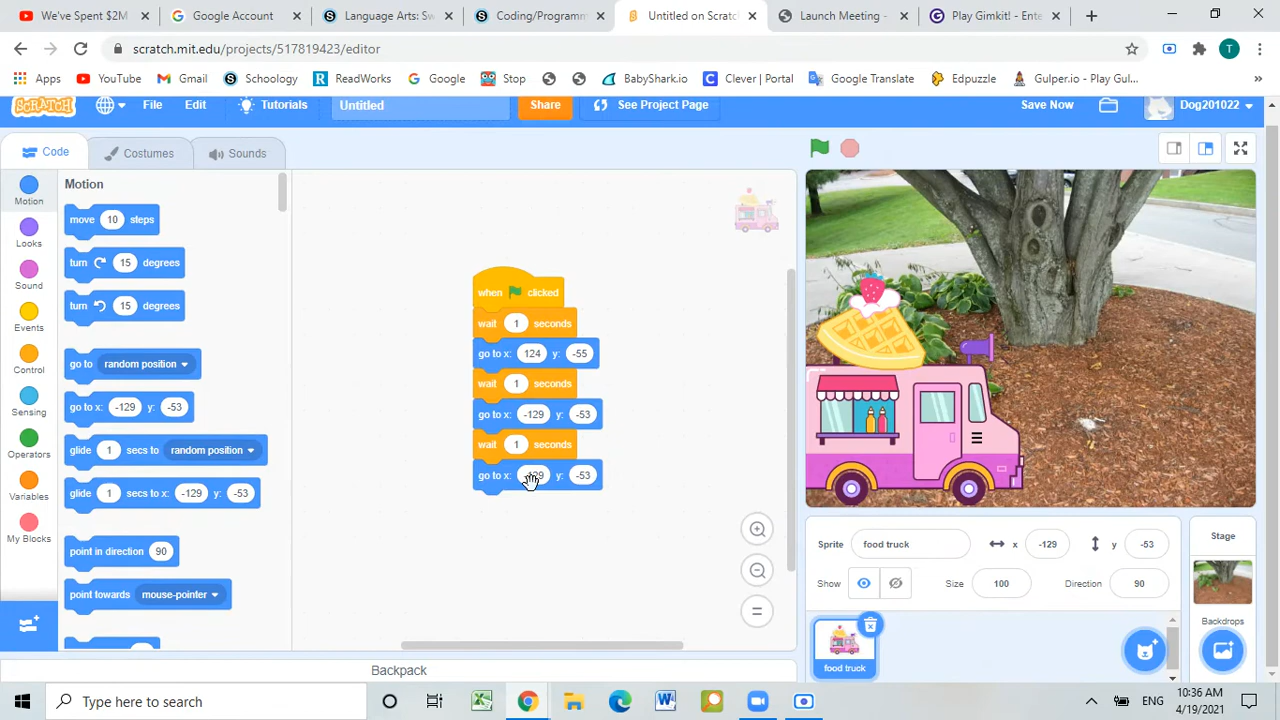 We've Spent $2M
Google Account
Language Arts: Sw
Coding/Programm
Untitled on Scratch
Launch Meeting -
Play Gimkit! - Ente
scratch.mit.edu/projects/517819423/editor
T
Apps YouTube Gmail Schoology ReadWorks Google Stop BabyShark.io Clever | Portal Google Translate Edpuzzle Gulper.io - Play Gul...
SCRATCH File Edit Tutorials Untitled Share See Project Page Save Now Dog201022
Code Costumes Sounds
Motion
Motion
Looks
Sound
Events
Control
Sensing
Operators
Variables
My Blocks
move 10 steps
turn 15 degrees
turn 15 degrees
go to random position
go to x: -129 y: -53
glide 1 secs to random position
glide 1 secs to x: -129 y: -53
point in direction 90
point towards mouse-pointer
when clicked
wait 1 seconds
go to x: 124 y: -55
wait 1 seconds
go to x: -129 y: -53
wait 1 seconds
go to x: -129 y: -53
Backpack
Sprite food truck x -129 y -53
Show Size 100 Direction 90
food truck
Stage
Backdrops
Type here to search
ENG
10:36 AM
4/19/2021